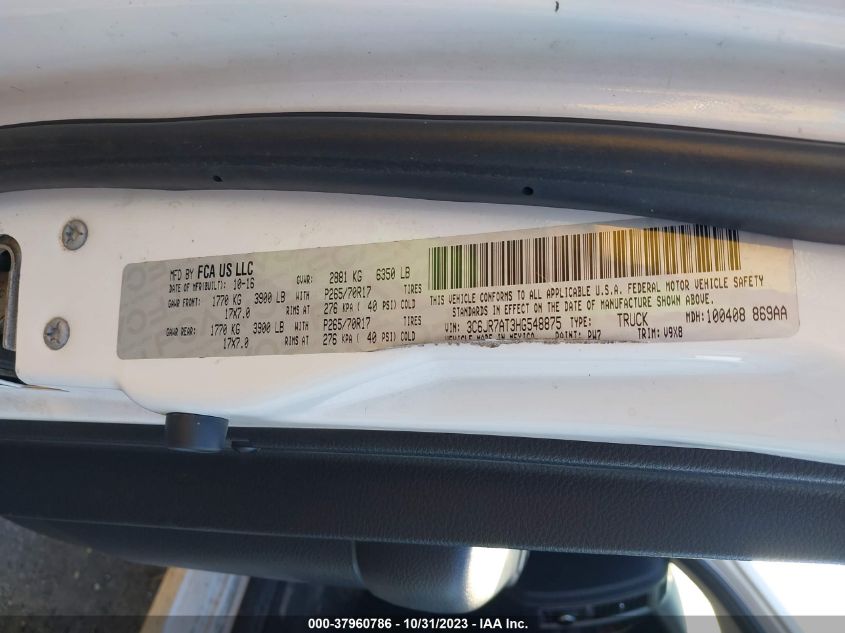 MFD BY FCA US LLC
DATE OF MFR(BUILT): 10-16 GVWR: 2881 KG 6350 LB
GAWR FRONT: 1770 KG 3900 LB WITH P265/70R17 TIRES
17X7.0 RIMS AT 276 KPA ( 40 PSI) COLD
GAWR REAR: 1770 KG 3900 LB WITH P265/70R17 TIRES
17X7.0 RIMS AT 276 KPA ( 40 PSI) COLD
THIS VEHICLE CONFORMS TO ALL APPLICABLE U.S.A. FEDERAL MOTOR VEHICLE SAFETY
STANDARDS IN EFFECT ON THE DATE OF MANUFACTURE SHOWN ABOVE.
VIN: 3C6JR7AT3HG548875 TYPE: TRUCK MDH: 100408 869AA
VEHICLE MADE IN MEXICO. PAINT: PW7 TRIM: V9X8
000-37960786 - 10/31/2023 - IAA Inc.